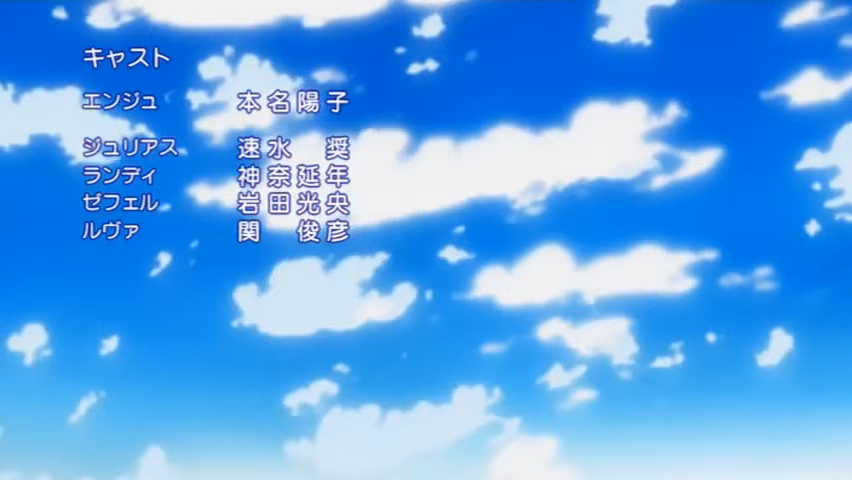 キャスト
エンジュ 本名陽子
ジュリアス 速水 奨
ランディ 神奈延年
ゼフェル 岩田光央
ルヴァ 関 俊彦